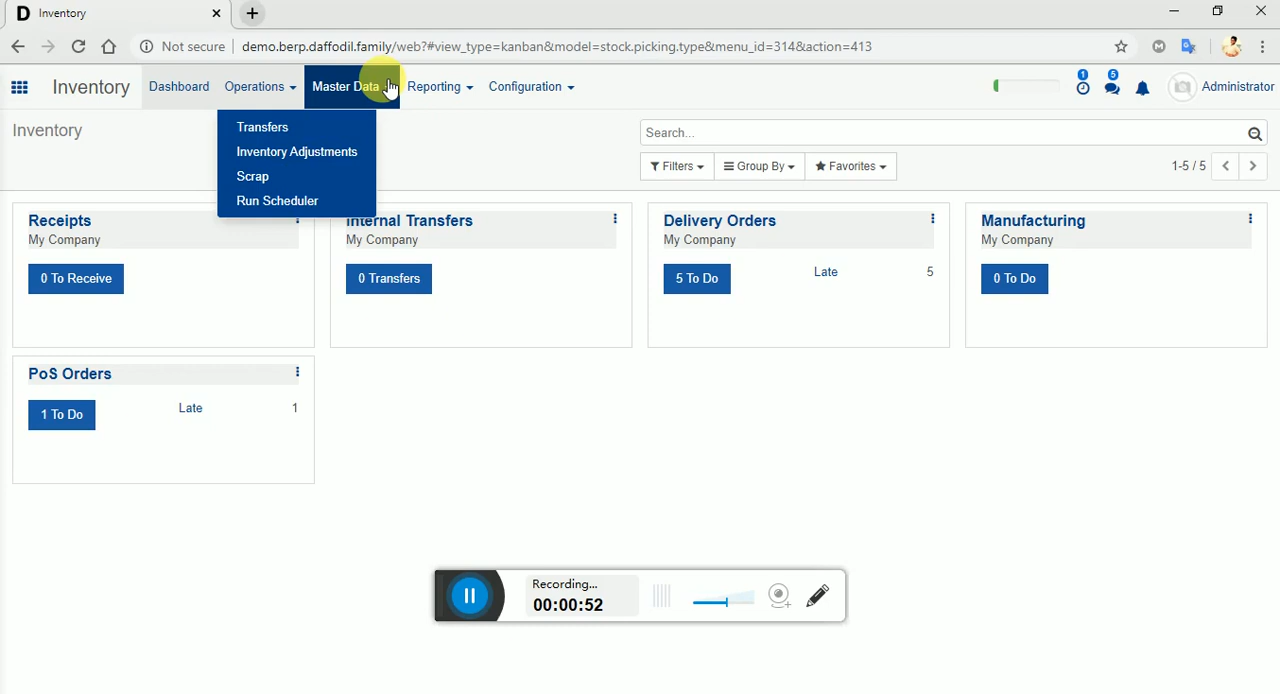 D Inventory
Not secure demo.berp.daffodil.family/web?#view_type=kanban&model=stock.picking.type&menu_id=314&action=413
Inventory Dashboard Operations Master Data Reporting Configuration 1 5 Administrator
Inventory
Search...
Filters Group By Favorites 1-5 / 5
Transfers
Inventory Adjustments
Scrap
Run Scheduler
Receipts
My Company
0 To Receive
Internal Transfers
My Company
0 Transfers
Delivery Orders
My Company
5 To Do Late 5
Manufacturing
My Company
0 To Do
PoS Orders
1 To Do Late 1
Recording...
00:00:52